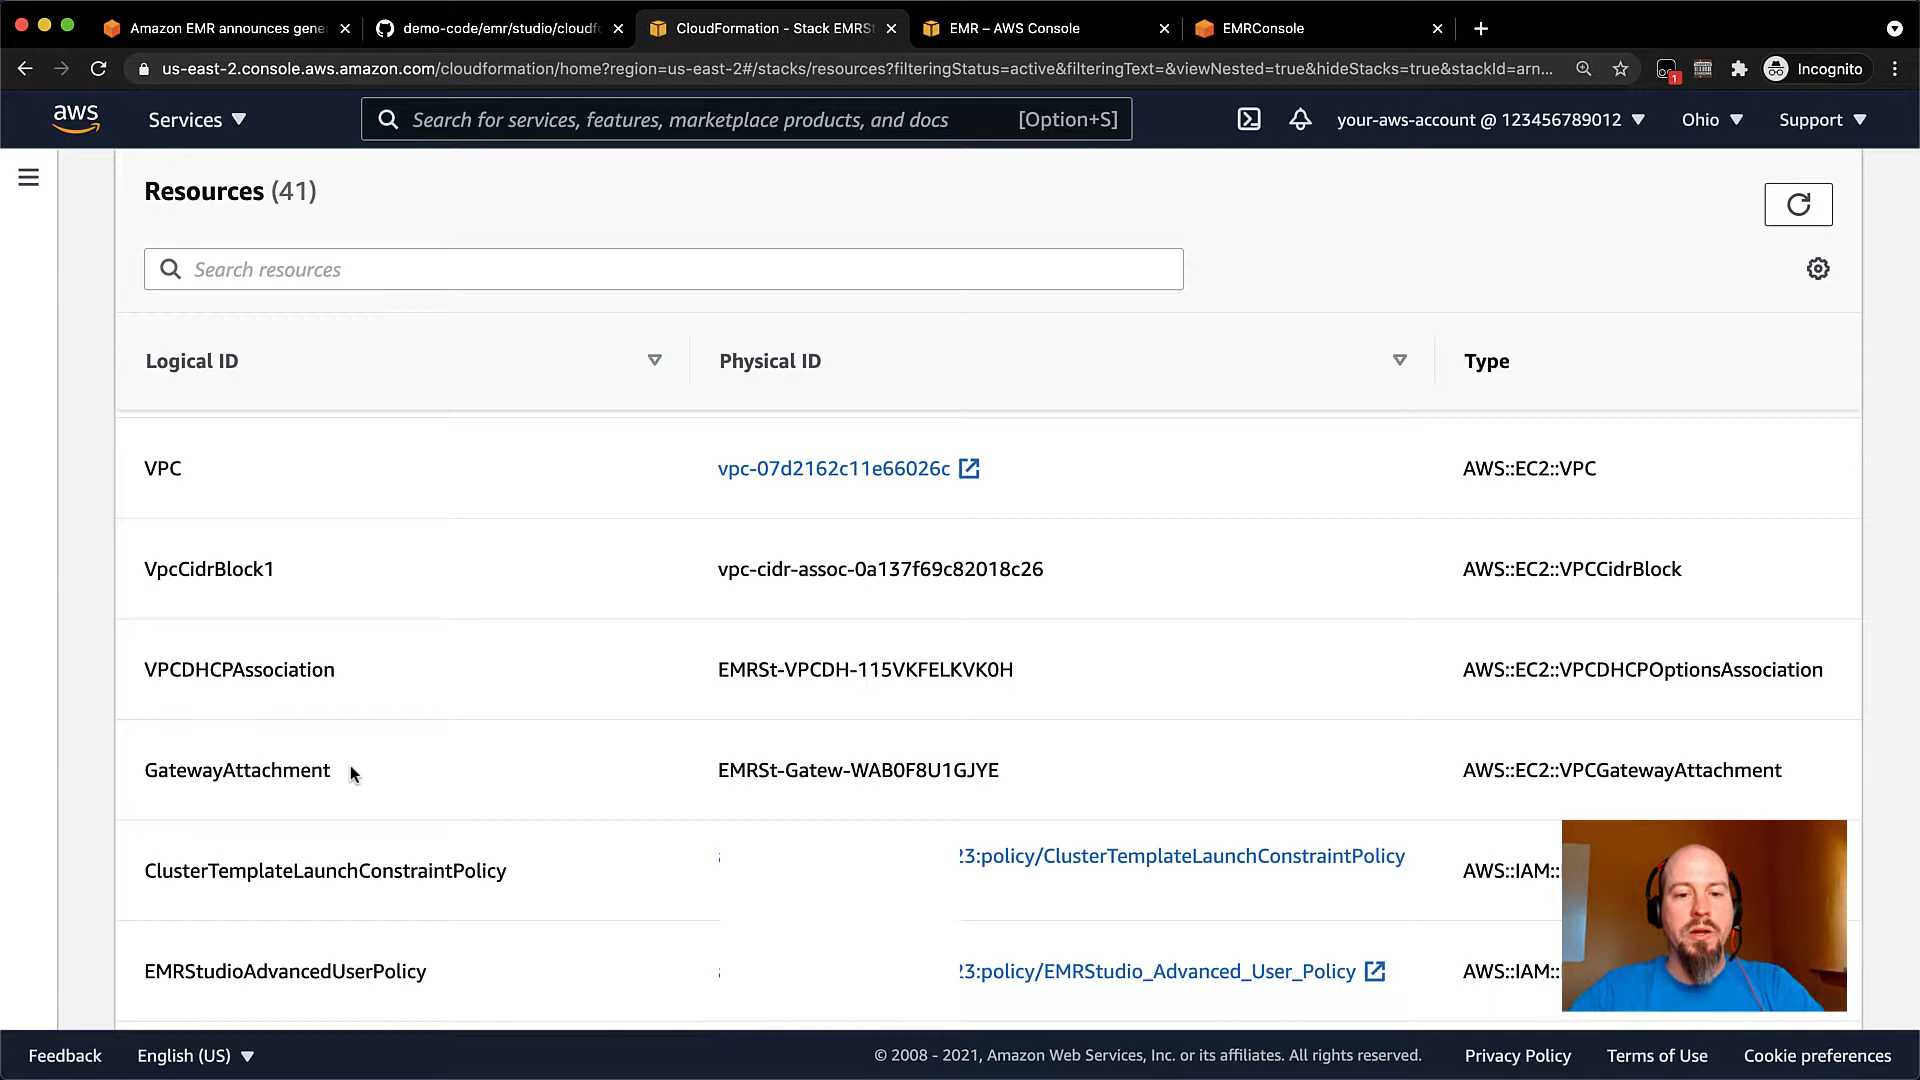 Amazon EMR announces gene
demo-code/emr/studio/cloudfo
CloudFormation - Stack EMRSt
EMR – AWS Console
EMRConsole
us-east-2.console.aws.amazon.com/cloudformation/home?region=us-east-2#/stacks/resources?filteringStatus=active&filteringText=&viewNested=true&hideStacks=true&stackId=arn...
1
Incognito
aws
Services
Search for services, features, marketplace products, and docs
[Option+S]
your-aws-account @ 123456789012
Ohio
Support
Resources (41)
Search resources
Logical ID
Physical ID
Type
VPC
vpc-07d2162c11e66026c
AWS::EC2::VPC
VpcCidrBlock1
vpc-cidr-assoc-0a137f69c82018c26
AWS::EC2::VPCCidrBlock
VPCDHCPAssociation
EMRSt-VPCDH-115VKFELKVK0H
AWS::EC2::VPCDHCPOptionsAssociation
GatewayAttachment
EMRSt-Gatew-WAB0F8U1GJYE
AWS::EC2::VPCGatewayAttachment
ClusterTemplateLaunchConstraintPolicy
23:policy/ClusterTemplateLaunchConstraintPolicy
AWS::IAM::
EMRStudioAdvancedUserPolicy
23:policy/EMRStudio_Advanced_User_Policy
AWS::IAM::
Feedback
English (US)
© 2008 - 2021, Amazon Web Services, Inc. or its affiliates. All rights reserved.
Privacy Policy
Terms of Use
Cookie preferences